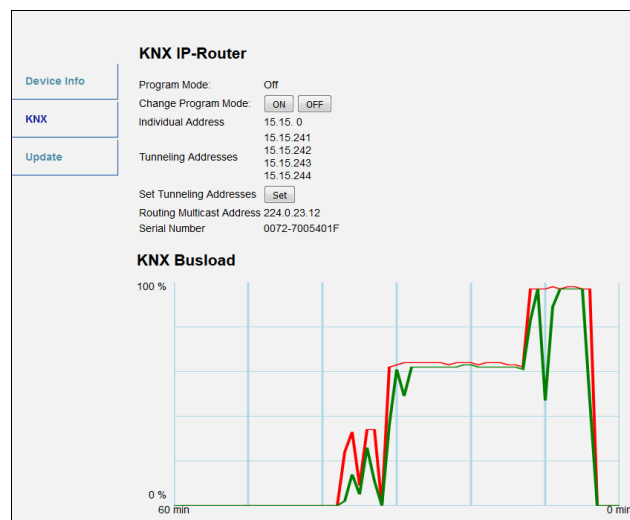 KNX IP-Router
Device Info
Program Mode: Off
Change Program Mode: ON OFF
KNX
Individual Address 15.15. 0
15.15.241
15.15.242
Update
Tunneling Addresses
15.15.243
15.15.244
Set Tunneling Addresses Set
Routing Multicast Address 224.0.23.12
Serial Number 0072-7005401F
KNX Busload
100 %
0 %
60 min 0 min